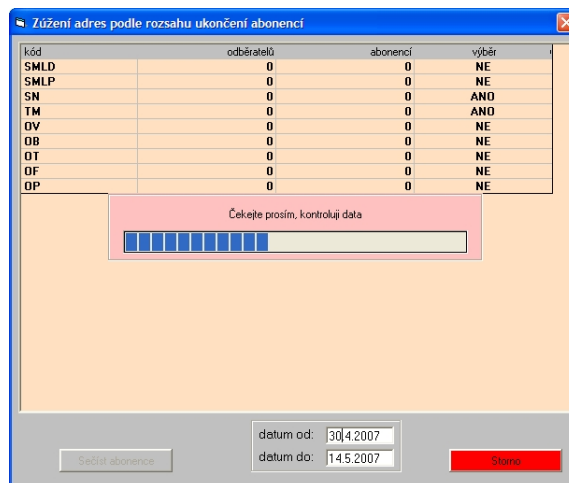 Zúžení adres podle rozsahu ukončení abonencí
kód odběratelů abonencí výběr
SMLD 0 0 NE
SMLP 0 0 NE
SN 0 0 ANO
TM 0 0 ANO
OV 0 0 NE
OB 0 0 NE
OT 0 0 NE
OF 0 0 NE
OP 0 0 NE
Čekejte prosím, kontroluji data
datum od: 30.4.2007
datum do: 14.5.2007
Sečíst abonence
Storno